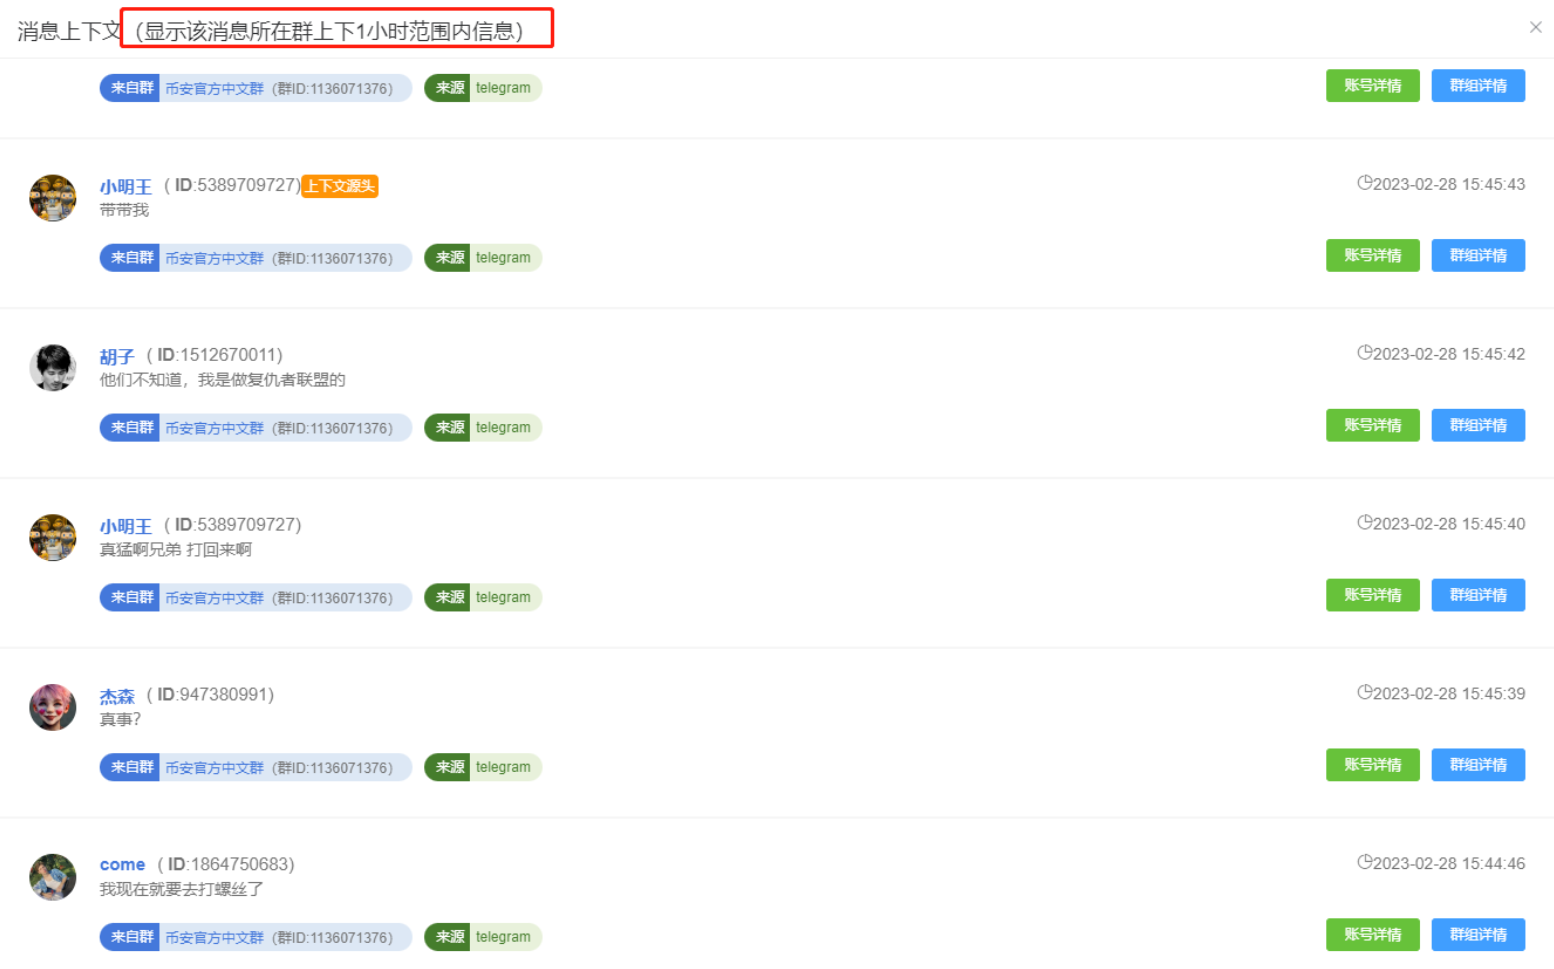 消息上下文（显示该消息所在群上下1小时范围内信息）
来自群 币安官方中文群（群ID:1136071376） 来源 telegram 账号详情 群组详情
小明王 ( ID:5389709727) 上下文源头 2023-02-28 15:45:43
带带我
来自群 币安官方中文群（群ID:1136071376） 来源 telegram 账号详情 群组详情
胡子 ( ID:1512670011) 2023-02-28 15:45:42
他们不知道，我是做复仇者联盟的
来自群 币安官方中文群（群ID:1136071376） 来源 telegram 账号详情 群组详情
小明王 ( ID:5389709727) 2023-02-28 15:45:40
真猛啊兄弟 打回来啊
来自群 币安官方中文群（群ID:1136071376） 来源 telegram 账号详情 群组详情
杰森 ( ID:947380991) 2023-02-28 15:45:39
真事？
来自群 币安官方中文群（群ID:1136071376） 来源 telegram 账号详情 群组详情
come ( ID:1864750683) 2023-02-28 15:44:46
我现在就要去打螺丝了
来自群 币安官方中文群（群ID:1136071376） 来源 telegram 账号详情 群组详情